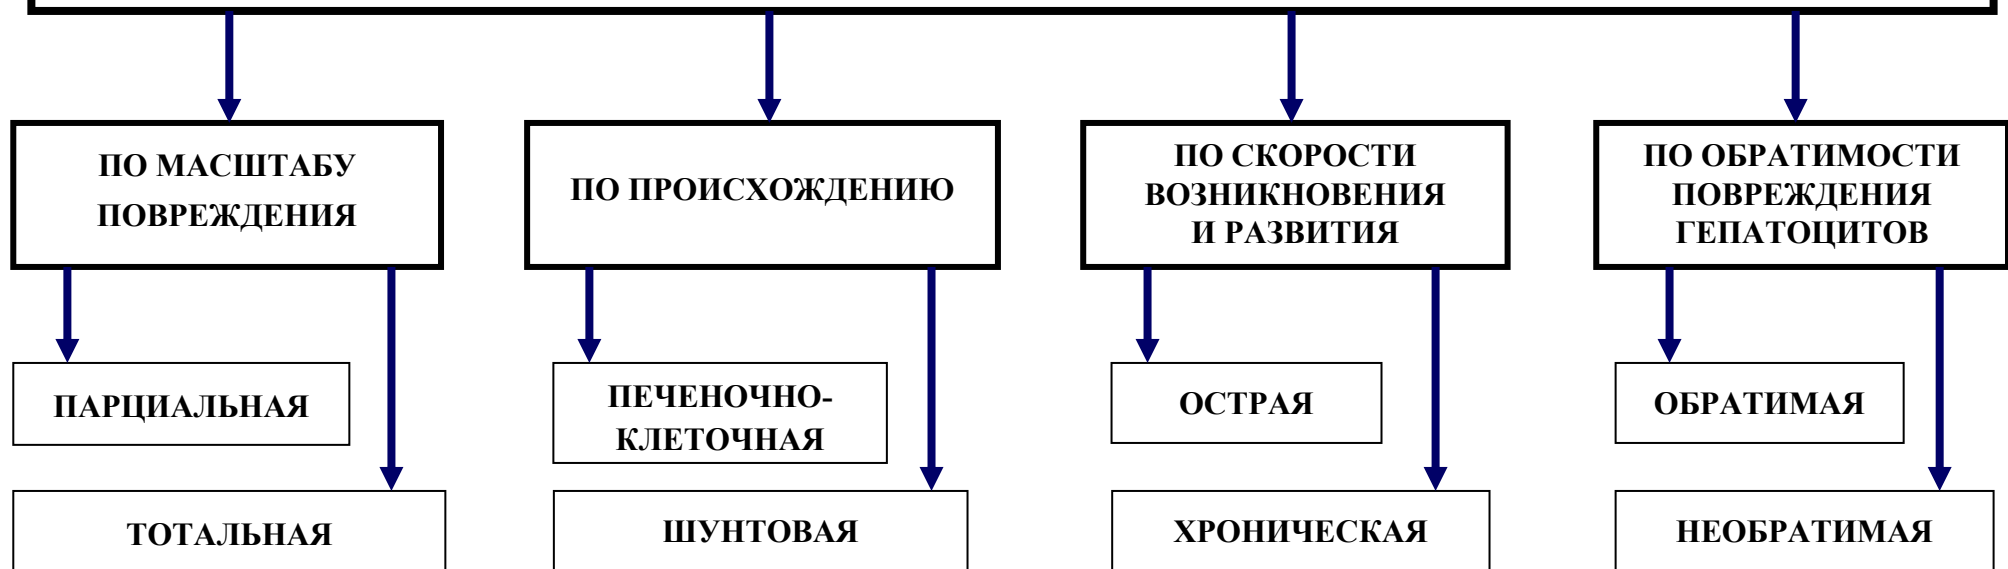 ПО МАСШТАБУ
ПОВРЕЖДЕНИЯ
ПО ПРОИСХОЖДЕНИЮ
ПО СКОРОСТИ
ВОЗНИКНОВЕНИЯ
И РАЗВИТИЯ
ПО ОБРАТИМОСТИ
ПОВРЕЖДЕНИЯ
ГЕПАТОЦИТОВ
ПАРЦИАЛЬНАЯ
ПЕЧЕНОЧНО-
КЛЕТОЧНАЯ
ОСТРАЯ
ОБРАТИМАЯ
ТОТАЛЬНАЯ
ШУНТОВАЯ
ХРОНИЧЕСКАЯ
НЕОБРАТИМАЯ